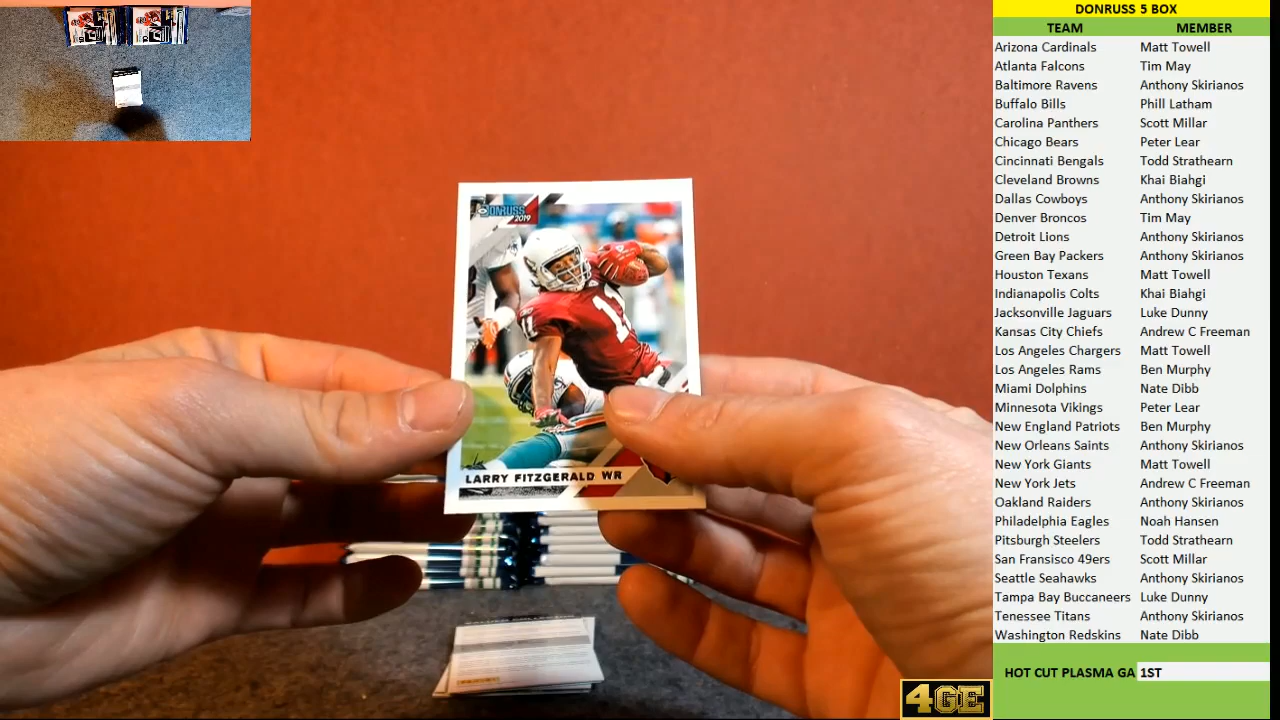 DONRUSS 5 BOX
TEAM MEMBER
Arizona Cardinals Matt Towell
Atlanta Falcons Tim May
Baltimore Ravens Anthony Skirianos
Buffalo Bills Phill Latham
Carolina Panthers Scott Millar
Chicago Bears Peter Lear
Cincinnati Bengals Todd Strathearn
Cleveland Browns Khai Biahgi
Dallas Cowboys Anthony Skirianos
Denver Broncos Tim May
Detroit Lions Anthony Skirianos
Green Bay Packers Anthony Skirianos
Houston Texans Matt Towell
Indianapolis Colts Khai Biahgi
Jacksonville Jaguars Luke Dunny
Kansas City Chiefs Andrew C Freeman
Los Angeles Chargers Matt Towell
Los Angeles Rams Ben Murphy
Miami Dolphins Nate Dibb
Minnesota Vikings Peter Lear
New England Patriots Ben Murphy
New Orleans Saints Anthony Skirianos
New York Giants Matt Towell
New York Jets Andrew C Freeman
Oakland Raiders Anthony Skirianos
Philadelphia Eagles Noah Hansen
Pitsburgh Steelers Todd Strathearn
San Fransisco 49ers Scott Millar
Seattle Seahawks Anthony Skirianos
Tampa Bay Buccaneers Luke Dunny
Tenessee Titans Anthony Skirianos
Washington Redskins Nate Dibb
HOT CUT PLASMA GA 1ST
4GE
DONRUSS
2019
11
11
LARRY FITZGERALD WR